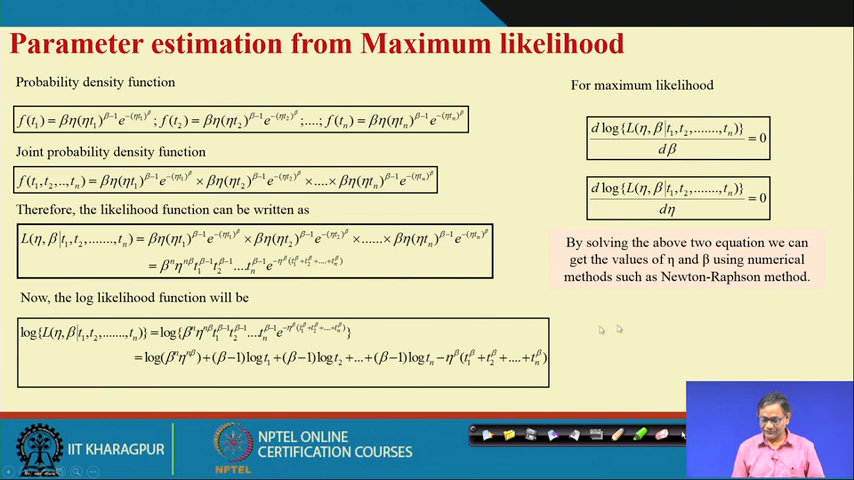 Parameter estimation from Maximum likelihood
Probability density function
f(t₁) = βη(ηt₁)^{β−1}e^{−(ηt₁)^β} ; f(t₂) = βη(ηt₂)^{β−1}e^{−(ηt₂)^β} ;....; f(tₙ) = βη(ηtₙ)^{β−1}e^{−(ηtₙ)^β}
Joint probability density function
f(t₁,t₂,..,tₙ) = βη(ηt₁)^{β−1}e^{−(ηt₁)^β} × βη(ηt₂)^{β−1}e^{−(ηt₂)^β} ×....× βη(ηtₙ)^{β−1}e^{−(ηtₙ)^β}
Therefore, the likelihood function can be written as
L(η,β|t₁,t₂,.......,tₙ) = βη(ηt₁)^{β−1}e^{−(ηt₁)^β} × βη(ηt₂)^{β−1}e^{−(ηt₂)^β} ×......× βη(ηtₙ)^{β−1}e^{−(ηtₙ)^β}
= βⁿη^{nβ}t₁^{β−1}t₂^{β−1}....tₙ^{β−1}e^{−η^β(t₁^β+t₂^β+....+tₙ^β)}
Now, the log likelihood function will be
log{L(η,β|t₁,t₂,.......,tₙ)} = log{βⁿη^{nβ}t₁^{β−1}t₂^{β−1}....tₙ^{β−1}e^{−η^β(t₁^β+t₂^β+...+tₙ^β)}}
= log(βⁿη^{nβ}) + (β−1)log t₁ + (β−1)log t₂ + ... + (β−1)log tₙ − η^β(t₁^β + t₂^β + .... + tₙ^β)
For maximum likelihood
d log{L(η,β|t₁,t₂,.......,tₙ)}
= 0
dβ
d log{L(η,β|t₁,t₂,.......,tₙ)}
= 0
dη
By solving the above two equation we can
get the values of η and β using numerical
methods such as Newton-Raphson method.
IIT KHARAGPUR
NPTEL
NPTEL ONLINE
CERTIFICATION COURSES